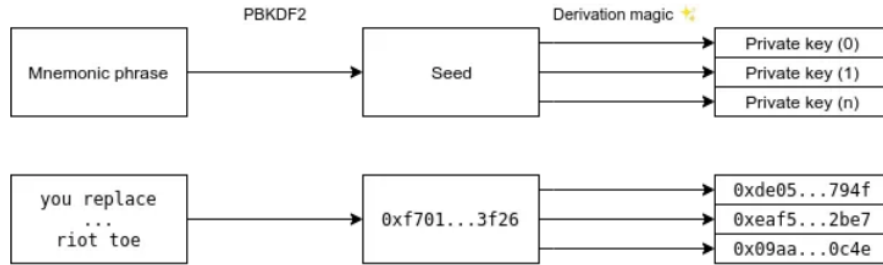 PBKDF2
Derivation magic ✨
Mnemonic phrase
Seed
Private key (0)
Private key (1)
Private key (n)
you replace
...
riot toe
0xf701...3f26
0xde05...794f
0xeaf5...2be7
0x09aa...0c4e